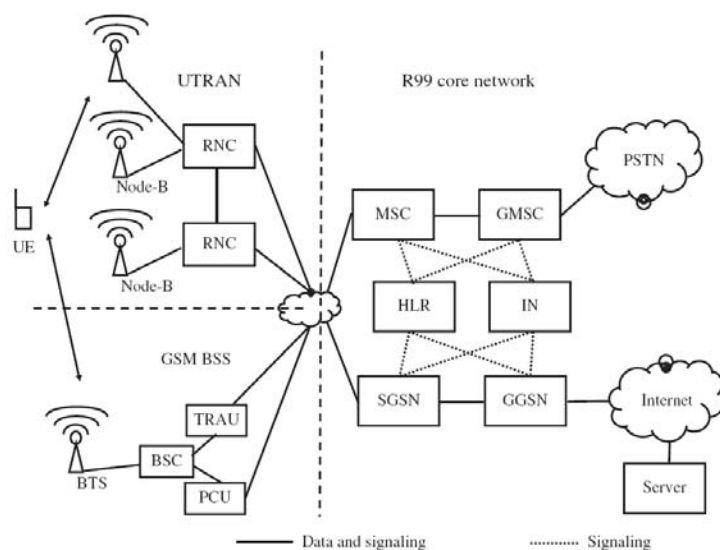 UTRAN
R99 core network
RNC
PSTN
Node-B
MSC
GMSC
UE
RNC
Node-B
HLR
IN
GSM BSS
SGSN
GGSN
Internet
TRAU
BSC
BTS
PCU
Server
Data and signaling
Signaling